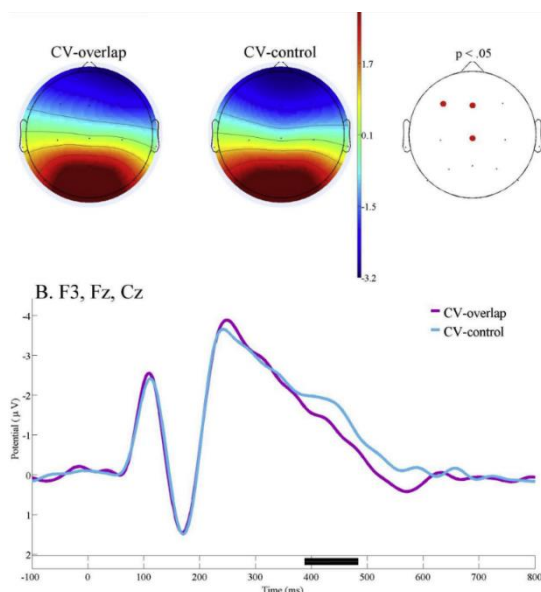 CV-overlap CV-control p < .05
1.7
0.1
-1.5
-3.2
B. F3, Fz, Cz
CV-overlap
CV-control
-4
-3
-2
-1
0
1
2
Potential (µV)
-100 0 100 200 300 400 500 600 700 800
Time (ms)